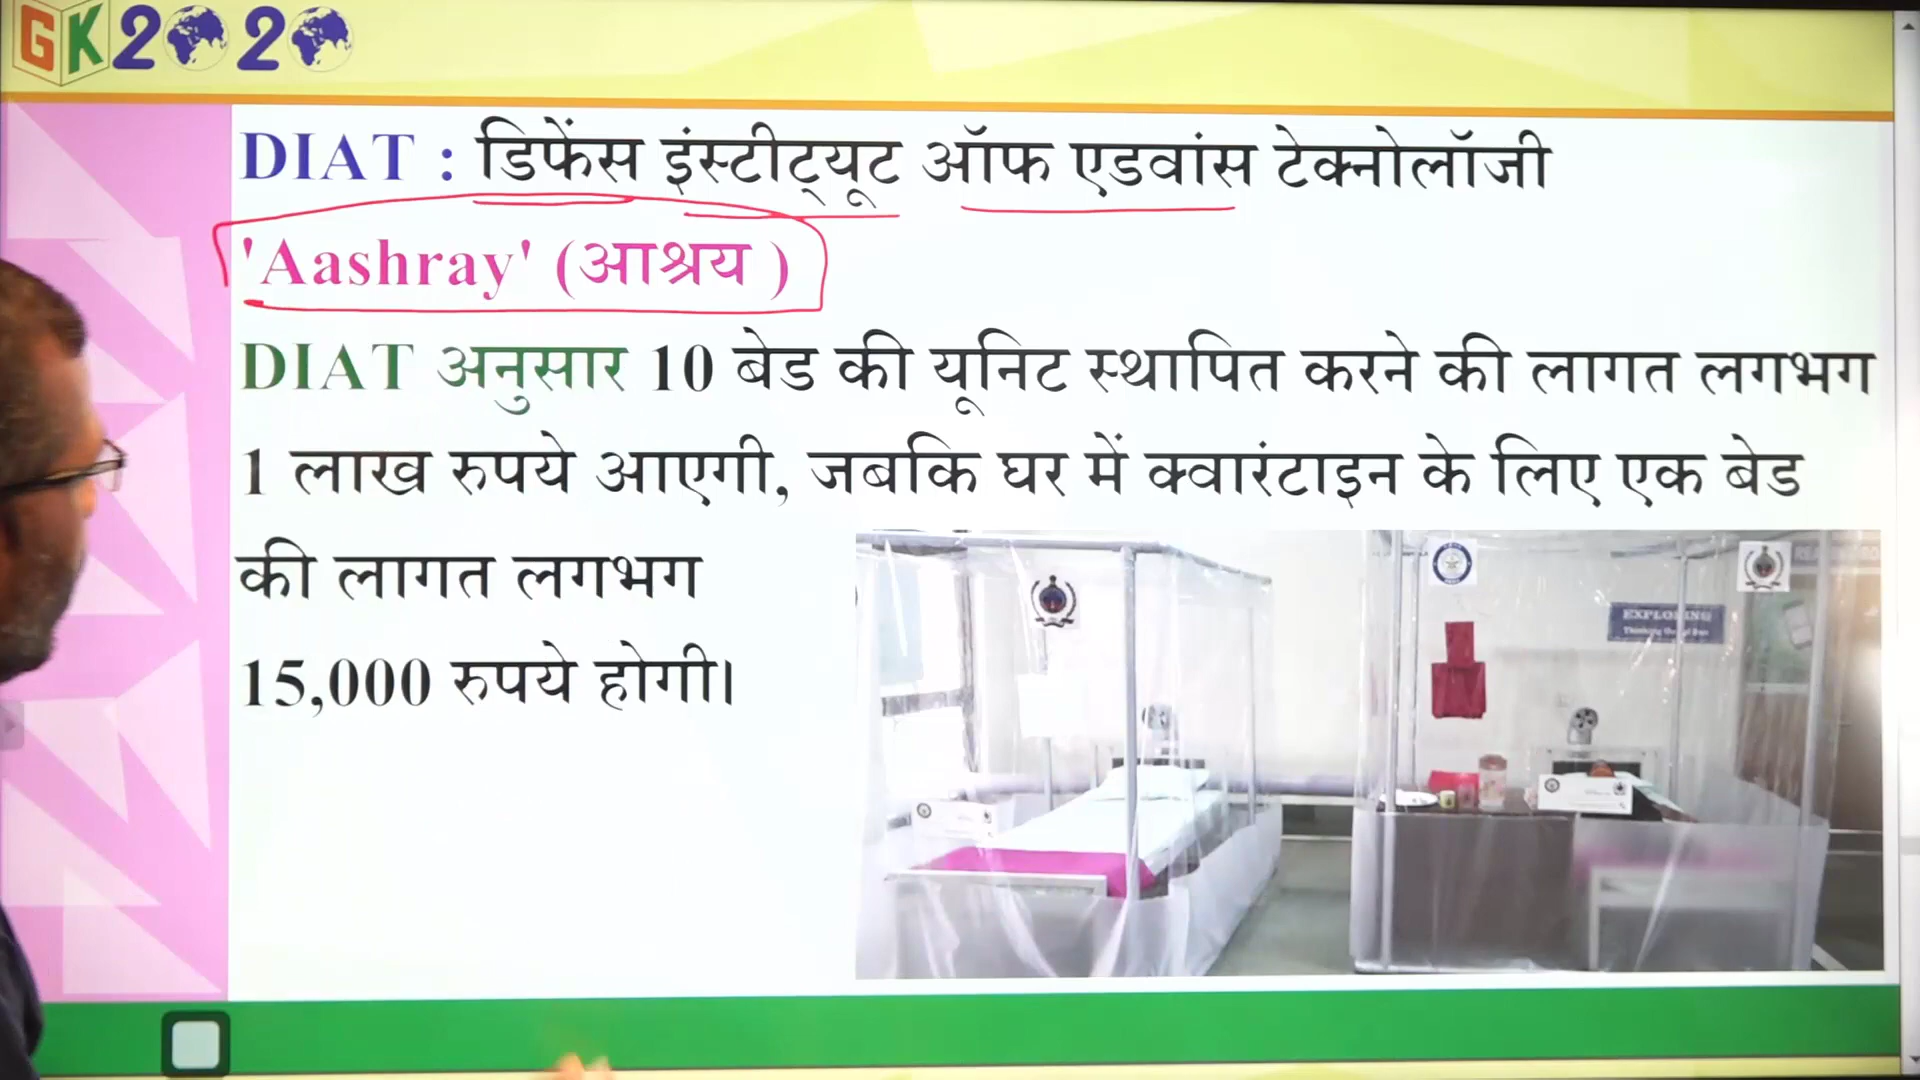 GK2020
DIAT : डिफेंस इंस्टीट्यूट ऑफ एडवांस टेक्नोलॉजी
'Aashray' (आश्रय )
DIAT अनुसार 10 बेड की यूनिट स्थापित करने की लागत लगभग
1 लाख रुपये आएगी, जबकि घर में क्वारंटाइन के लिए एक बेड
की लागत लगभग
15,000 रुपये होगी।
EXPLORING